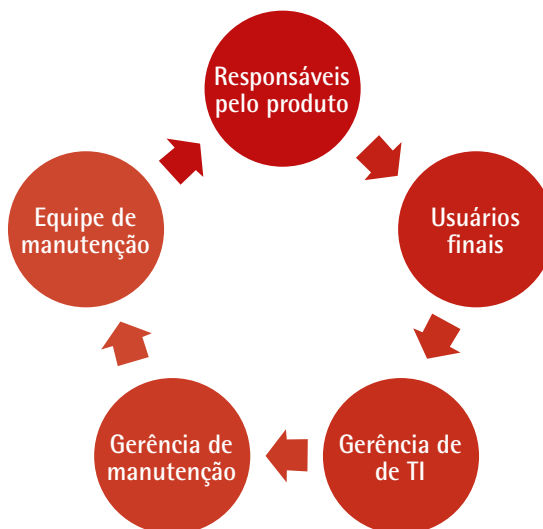 Responsáveis
pelo produto
Usuários
finais
Gerência de
de TI
Gerência de
manutenção
Equipe de
manutenção